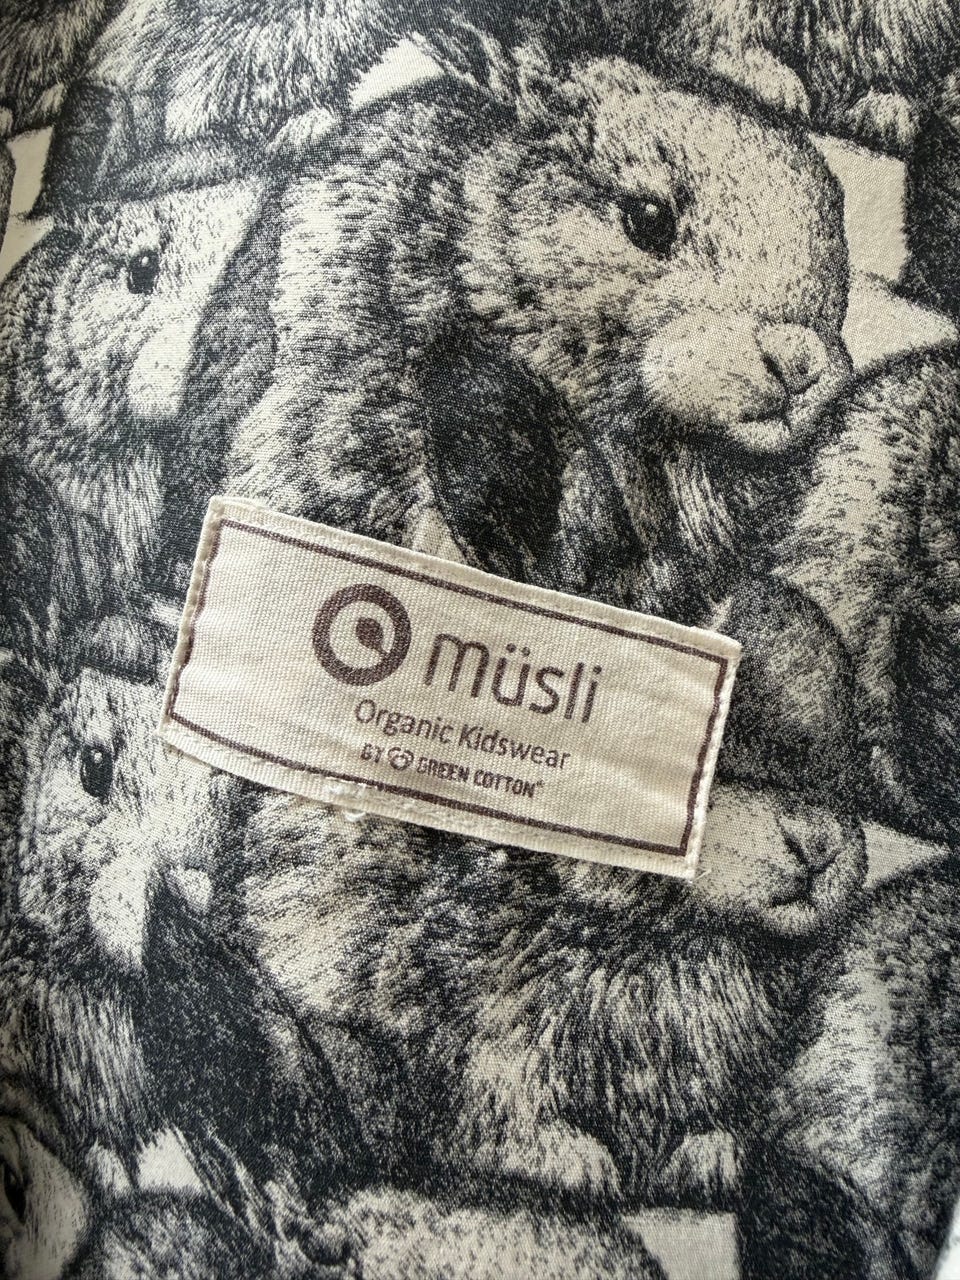 müsli
Organic Kidswear
BY GREEN COTTON®